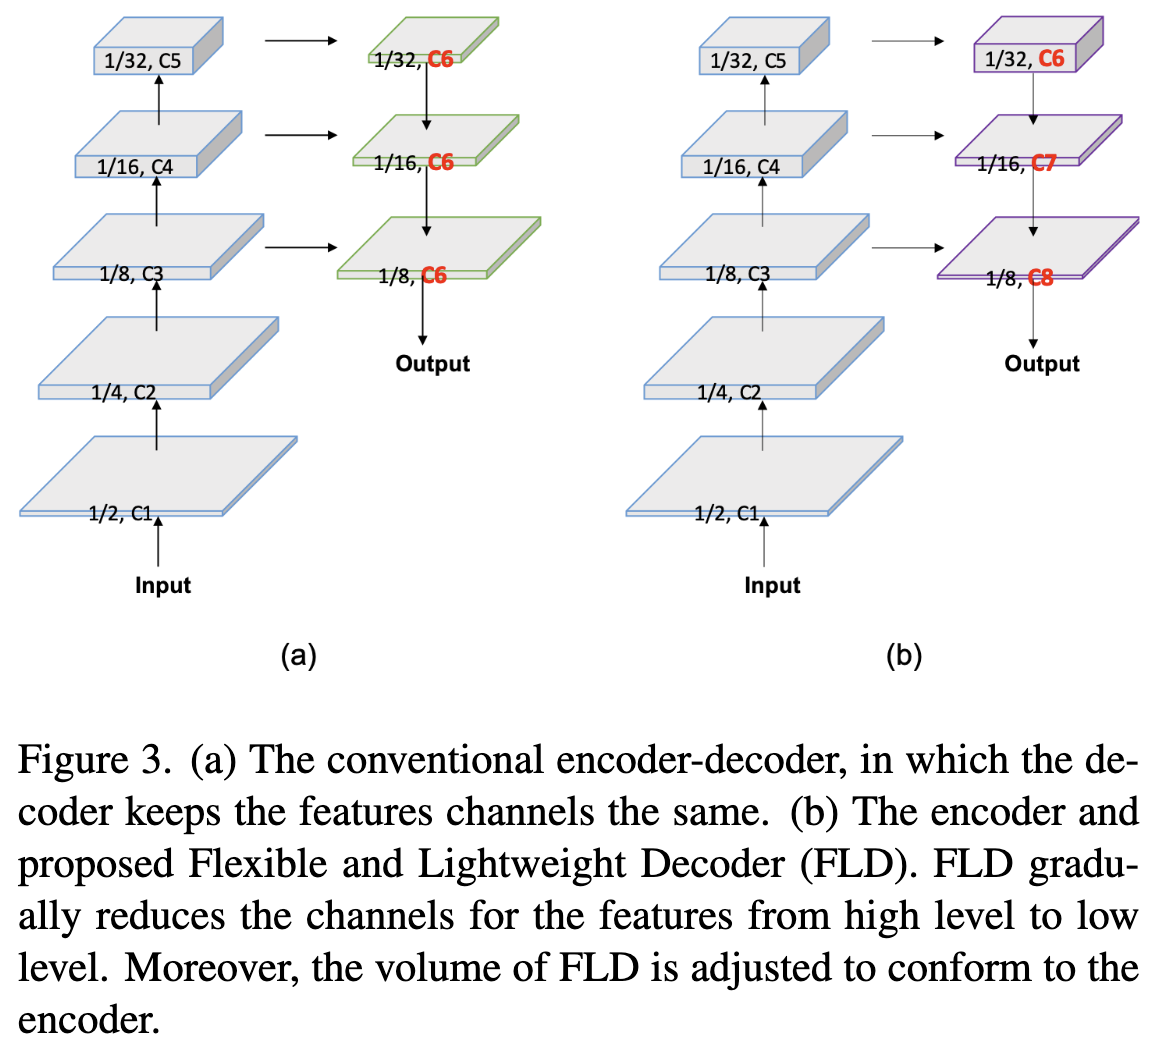 1/32, C5
1/32, C6
1/16, C4
1/16, C6
1/8, C3
1/8, C6
1/4, C2
Output
1/2, C1
Input
(a)
1/32, C5
1/32, C6
1/16, C4
1/16, C7
1/8, C3
1/8, C8
1/4, C2
Output
1/2, C1
Input
(b)
Figure 3. (a) The conventional encoder-decoder, in which the de-
coder keeps the features channels the same. (b) The encoder and
proposed Flexible and Lightweight Decoder (FLD). FLD gradu-
ally reduces the channels for the features from high level to low
level. Moreover, the volume of FLD is adjusted to conform to the
encoder.